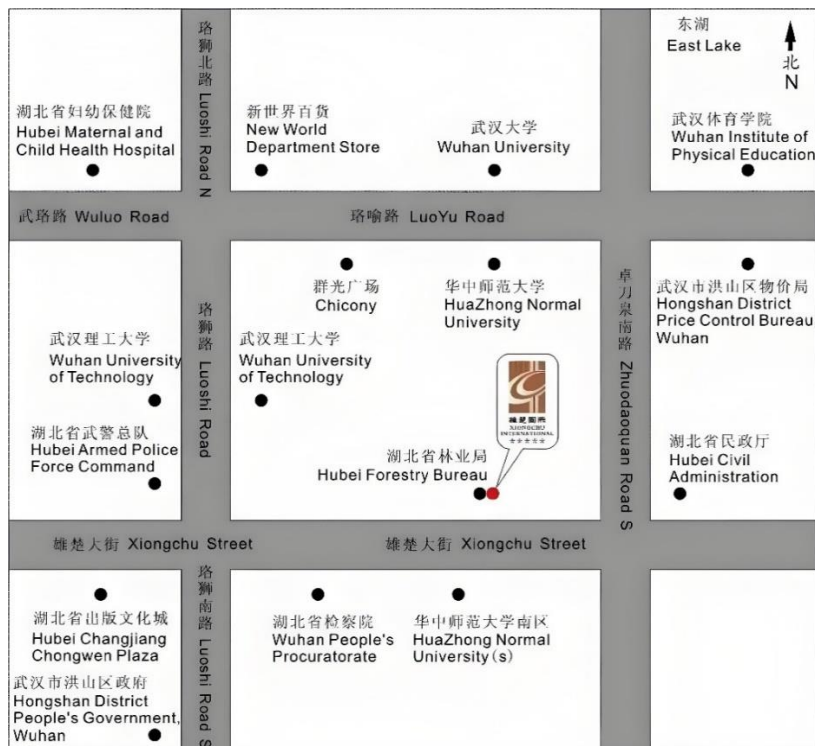 珞狮北路 Luoshi Road N
东湖
East Lake
北
N
湖北省妇幼保健院
Hubei Maternal and
Child Health Hospital
新世界百货
New World
Department Store
武汉大学
Wuhan University
武汉体育学院
Wuhan Institute of
Physical Education
武珞路 Wuluo Road
珞喻路 LuoYu Road
群光广场
Chicony
华中师范大学
HuaZhong Normal
University
武汉市洪山区物价局
Hongshan District
Price Control Bureau
Wuhan
珞狮路 Luoshi Road
卓刀泉南路 Zhuodaoquan Road S
武汉理工大学
Wuhan University
of Technology
武汉理工大学
Wuhan University
of Technology
雄楚国际
XIONGCHU
INTERNATIONAL
湖北省武警总队
Hubei Armed Police
Force Command
湖北省林业局
Hubei Forestry Bureau
湖北省民政厅
Hubei Civil
Administration
雄楚大街 Xiongchu Street
雄楚大街 Xiongchu Street
珞狮南路 Luoshi Road S
湖北省出版文化城
Hubei Changjiang
Chongwen Plaza
湖北省检察院
Wuhan People's
Procuratorate
华中师范大学南区
HuaZhong Normal
University(s)
武汉市洪山区政府
Hongshan District
People's Government,
Wuhan